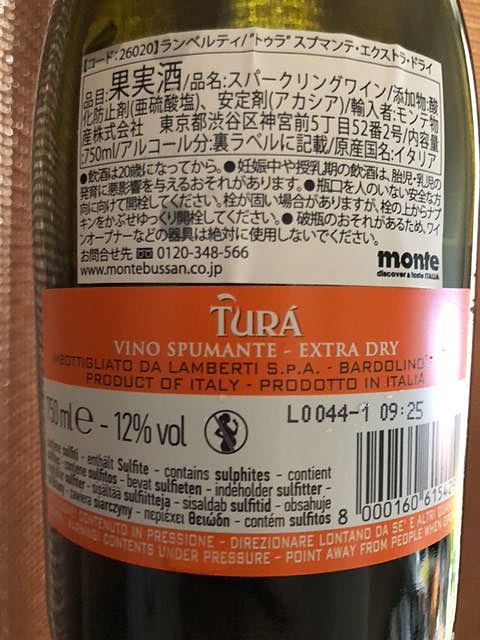 【コード:26020】ランベルティ/"トゥラ" スプマンテ・エクストラ・ドライ
品目:果実酒/品名:スパークリングワイン/添加物:酸
化防止剤(亜硫酸塩)、安定剤(アカシア)/輸入者:モンテ物
産株式会社 東京都渋谷区神宮前5丁目52番2号/内容量
:750ml/アルコール分:裏ラベルに記載/原産国名:イタリア
●飲酒は20歳になってから。●妊娠中や授乳期の飲酒は、胎児・乳児の
発育に悪影響を与えるおそれがあります。●瓶口を人のいない安全な方
向に向けて開栓してください。栓が固い場合がありますが、栓の上からナプ
キンをかぶせゆっくり開栓してください。●破瓶のおそれがあるため、ワイ
ンオープナーなどの器具は絶対に使用しないでください。
お問合せ先 0120-348-566
www.montebussan.co.jp
monte
discover & taste ITALIA
TURÁ
VINO SPUMANTE - EXTRA DRY
IMBOTTIGLIATO DA LAMBERTI S.P.A. - BARDOLINO
PRODUCT OF ITALY - PRODOTTO IN ITALIA
750 ml e - 12% vol
L0044-1 09:25
solfiti - enthält Sulfite - contains sulphites - contient
sulfiter - sisältää sulfiitteja - sisaldab sulfitid - obsahuje
contiene sulfitos - bevat sulfieten - indeholder sulfitter -
zawiera siarczyny - περιέχει θειώδη - contém sulfitos
8 000160 6154
CONTENUTO IN PRESSIONE - DIREZIONARE LONTANO DA SE' E ALTRI
WARNING! CONTENTS UNDER PRESSURE - POINT AWAY FROM PEOPLE WHEN